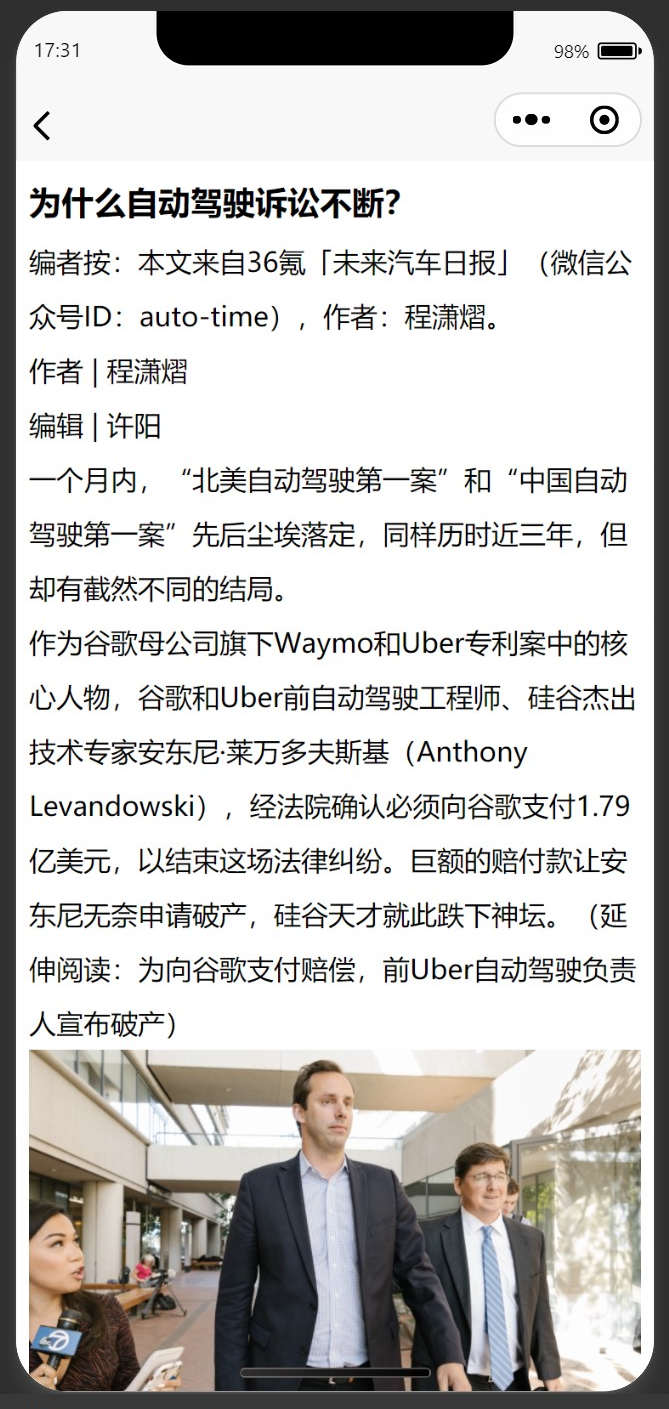 17:31
98%
为什么自动驾驶诉讼不断？
编者按：本文来自36氪「未来汽车日报」（微信公
众号ID：auto-time），作者：程潇熠。
作者 | 程潇熠
编辑 | 许阳
一个月内，“北美自动驾驶第一案”和“中国自动
驾驶第一案”先后尘埃落定，同样历时近三年，但
却有截然不同的结局。
作为谷歌母公司旗下Waymo和Uber专利案中的核
心人物，谷歌和Uber前自动驾驶工程师、硅谷杰出
技术专家安东尼·莱万多夫斯基（Anthony
Levandowski），经法院确认必须向谷歌支付1.79
亿美元，以结束这场法律纠纷。巨额的赔付款让安
东尼无奈申请破产，硅谷天才就此跌下神坛。（延
伸阅读：为向谷歌支付赔偿，前Uber自动驾驶负责
人宣布破产）
abc 7